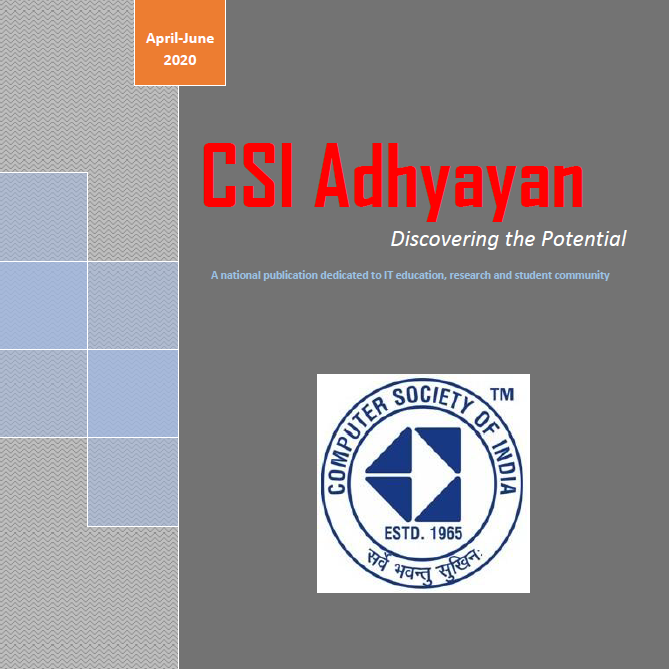 April-June
2020
CSI Adhyayan
Discovering the Potential
A national publication dedicated to IT education, research and student community
TM
COMPUTER SOCIETY OF INDIA
ESTD. 1965
सर्वे भवन्तु सुखिनः